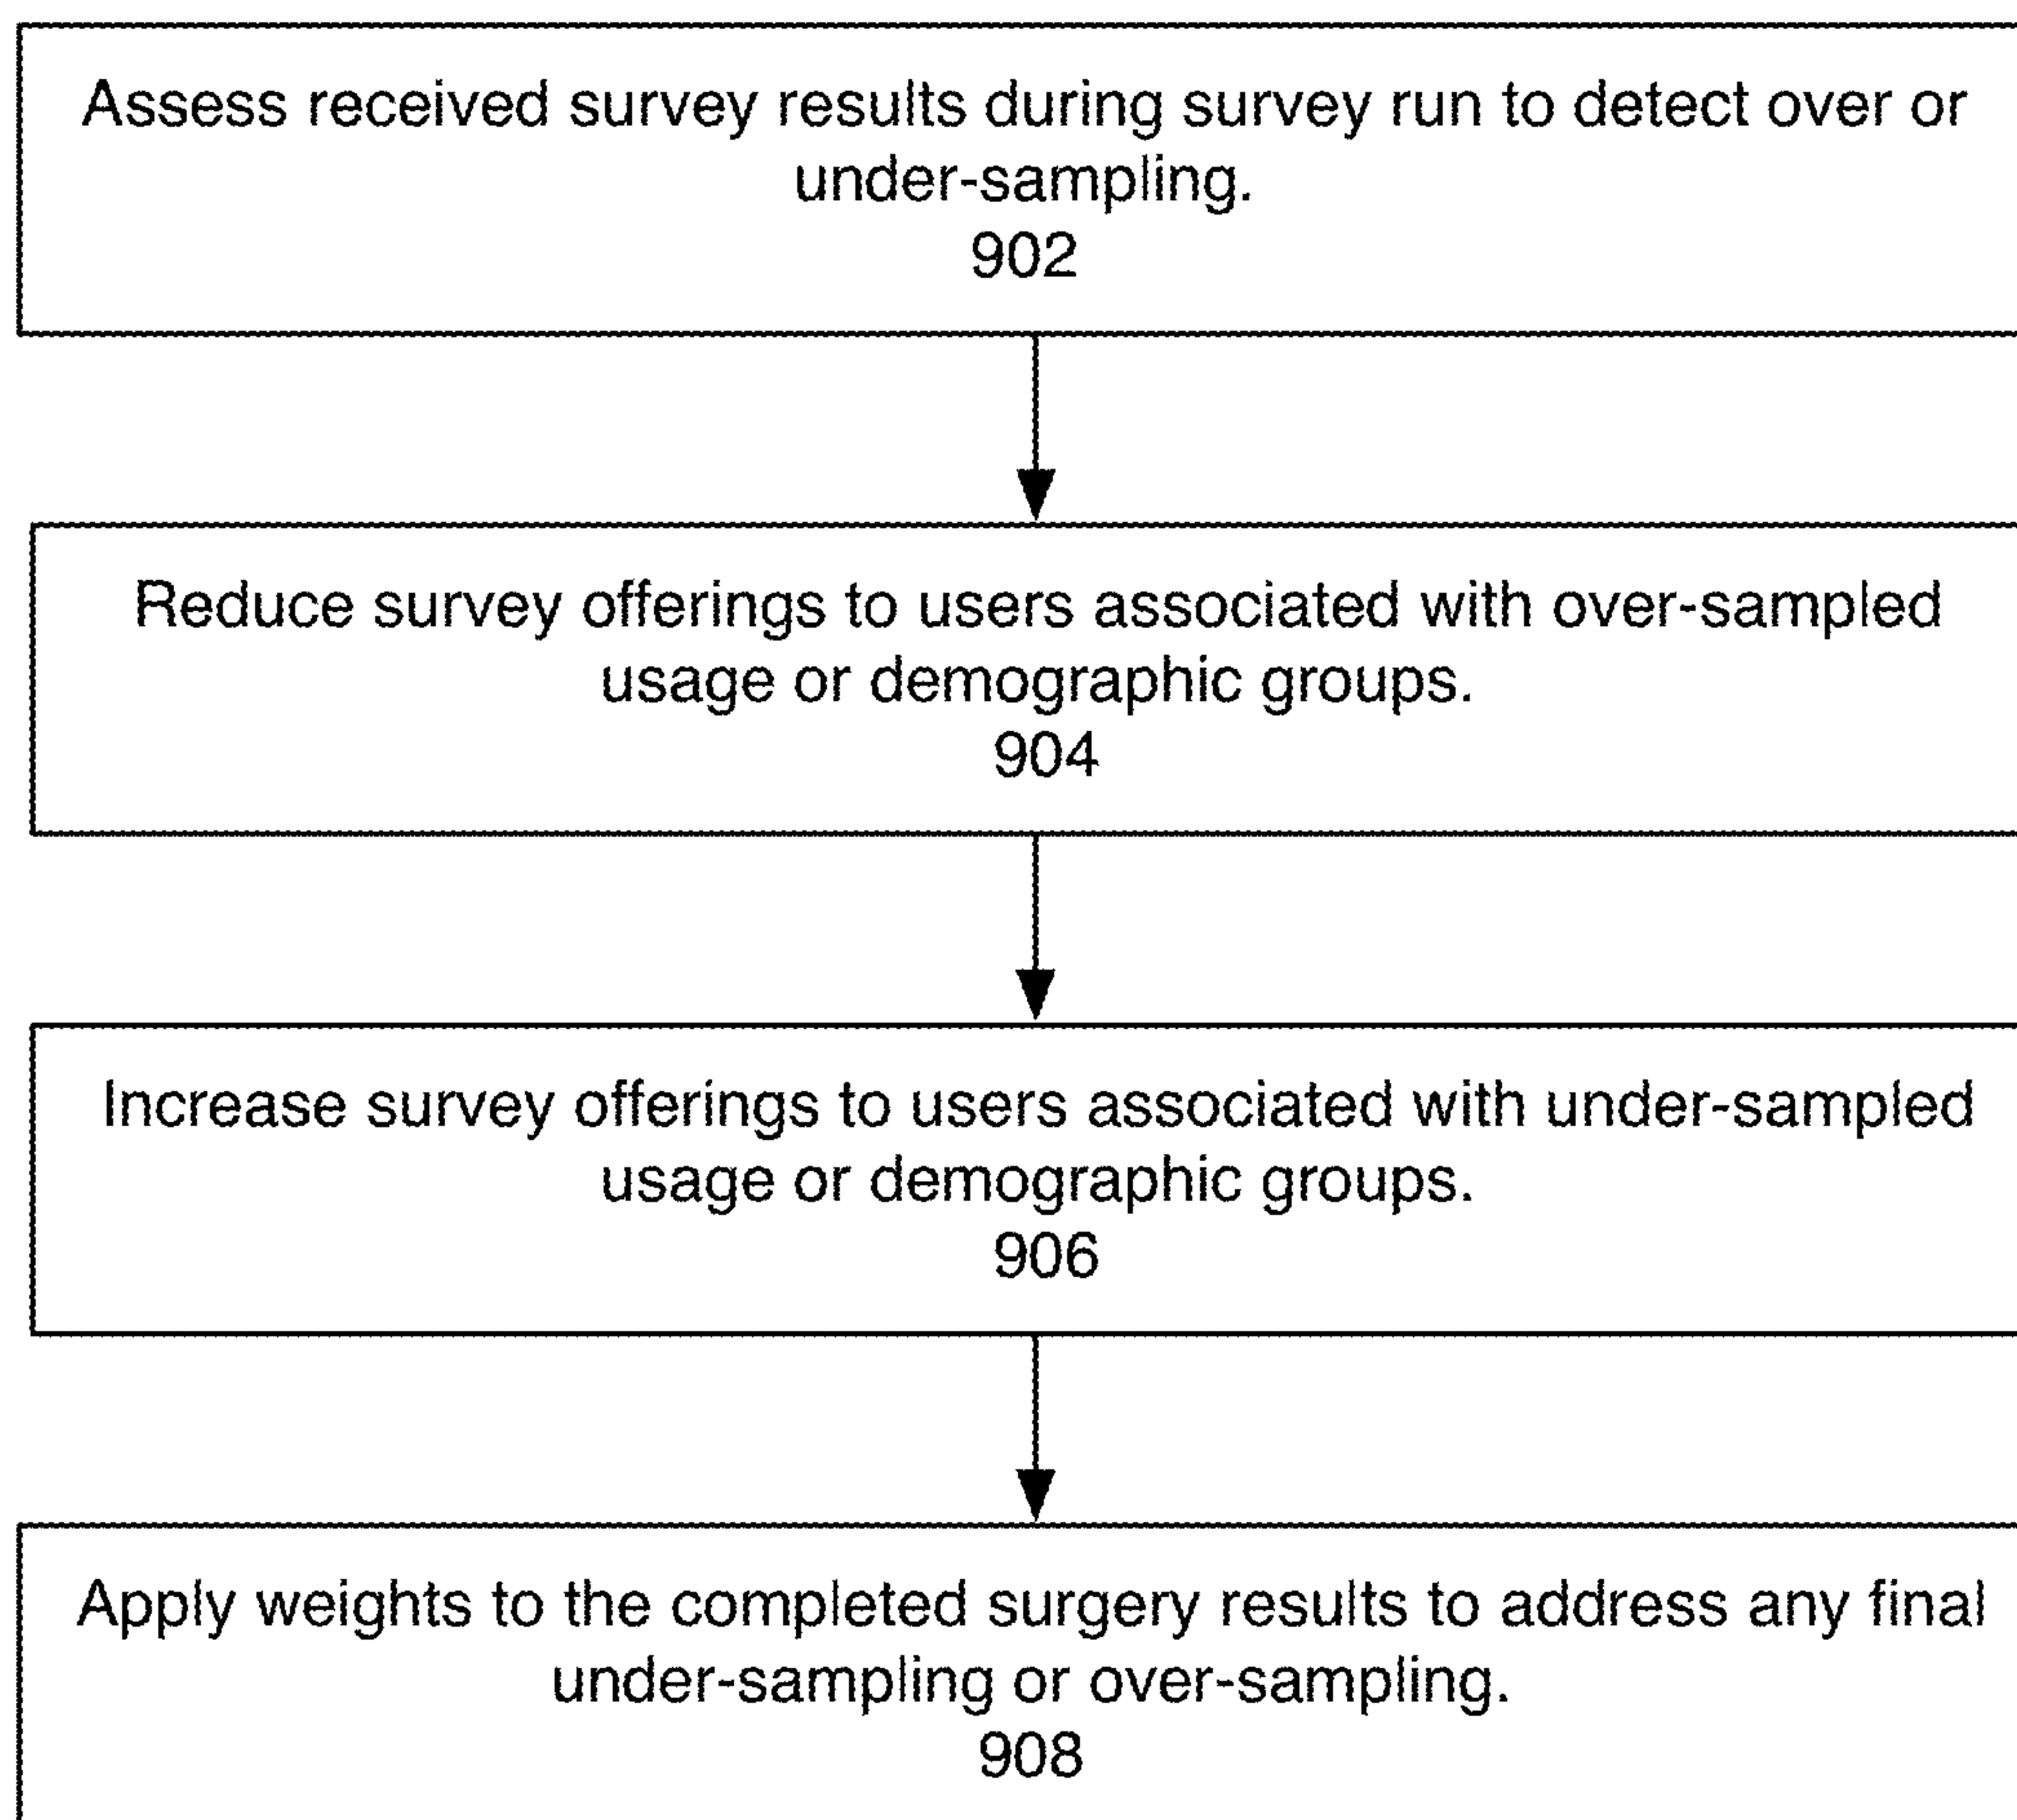 Assess received survey results during survey run to detect over or
under-sampling.
902
Reduce survey offerings to users associated with over-sampled
usage or demographic groups.
904
Increase survey offerings to users associated with under-sampled
usage or demographic groups.
906
Apply weights to the completed surgery results to address any final
under-sampling or over-sampling.
908